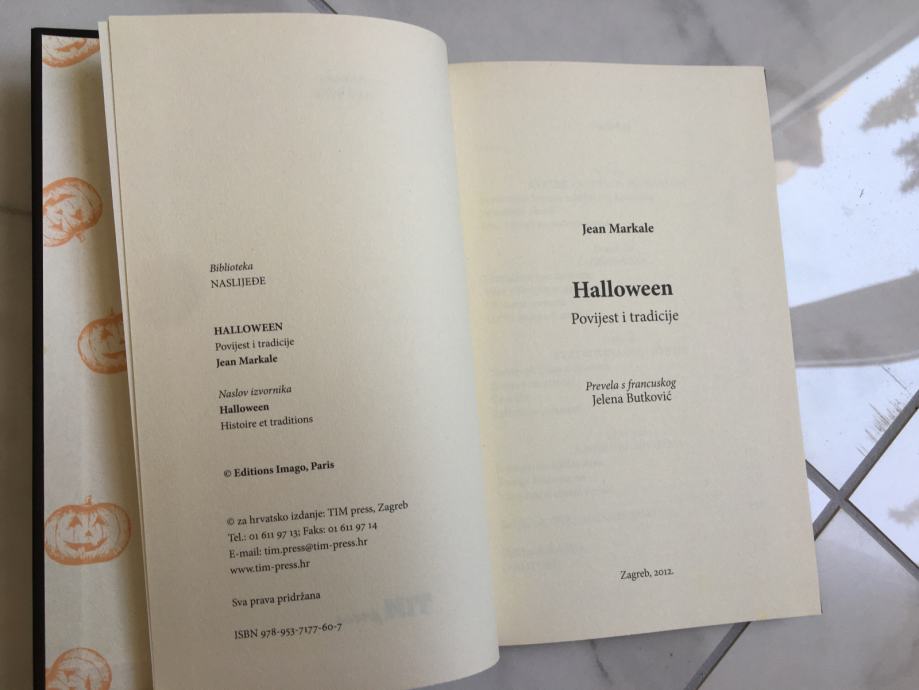 Biblioteka
NASLIJEĐE
HALLOWEEN
Povijest i tradicije
Jean Markale
Naslov izvornika
Halloween
Histoire et traditions
© Editions Imago, Paris
© za hrvatsko izdanje: TIM press, Zagreb
Tel.: 01 611 97 13; Faks: 01 611 97 14
E-mail: tim.press@tim-press.hr
www.tim-press.hr
Sva prava pridržana
ISBN 978-953-7177-60-7
Jean Markale
Halloween
Povijest i tradicije
Prevela s francuskog
Jelena Butković
Zagreb, 2012.